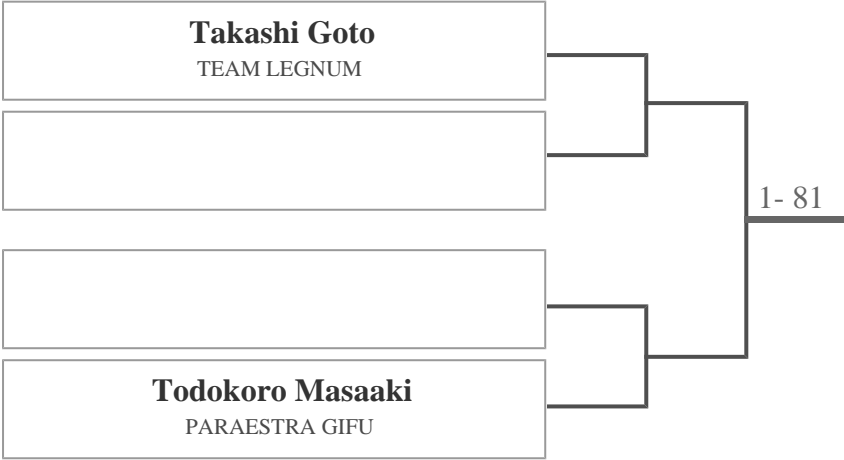 Takashi Goto
TEAM LEGNUM
1- 81
Todokoro Masaaki
PARAESTRA GIFU